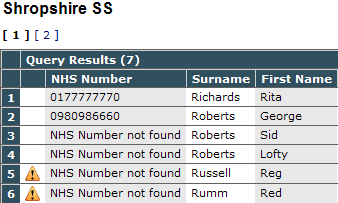 Shropshire SS
[ 1 ] [ 2 ]
Query Results (7)
NHS Number Surname First Name
1 0177777770 Richards Rita
2 0980986660 Roberts George
3 NHS Number not found Roberts Sid
4 NHS Number not found Roberts Lofty
5 NHS Number not found Russell Reg
6 NHS Number not found Rumm Red